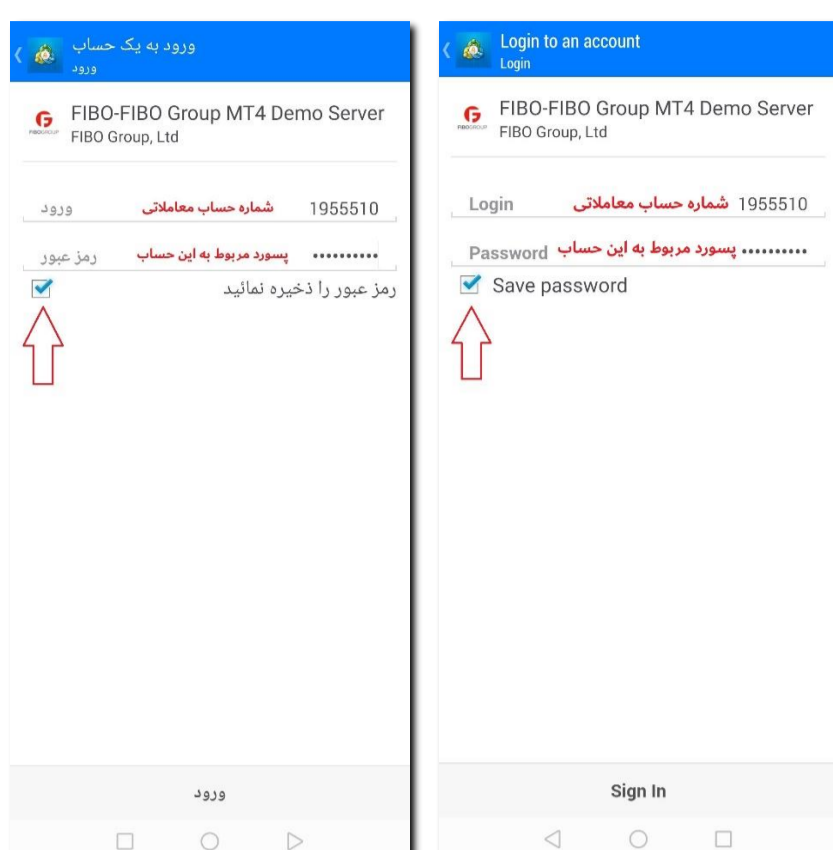 ورود به یک حساب
ورود
FIBO-FIBO Group MT4 Demo Server
FIBO Group, Ltd
ورود شماره حساب معاملاتی 1955510
رمز عبور پسورد مربوط به این حساب ••••••••••
رمز عبور را ذخیره نمائید
ورود
Login to an account
Login
FIBO-FIBO Group MT4 Demo Server
FIBO Group, Ltd
Login شماره حساب معاملاتی 1955510
Password پسورد مربوط به این حساب ••••••••••
Save password
Sign In